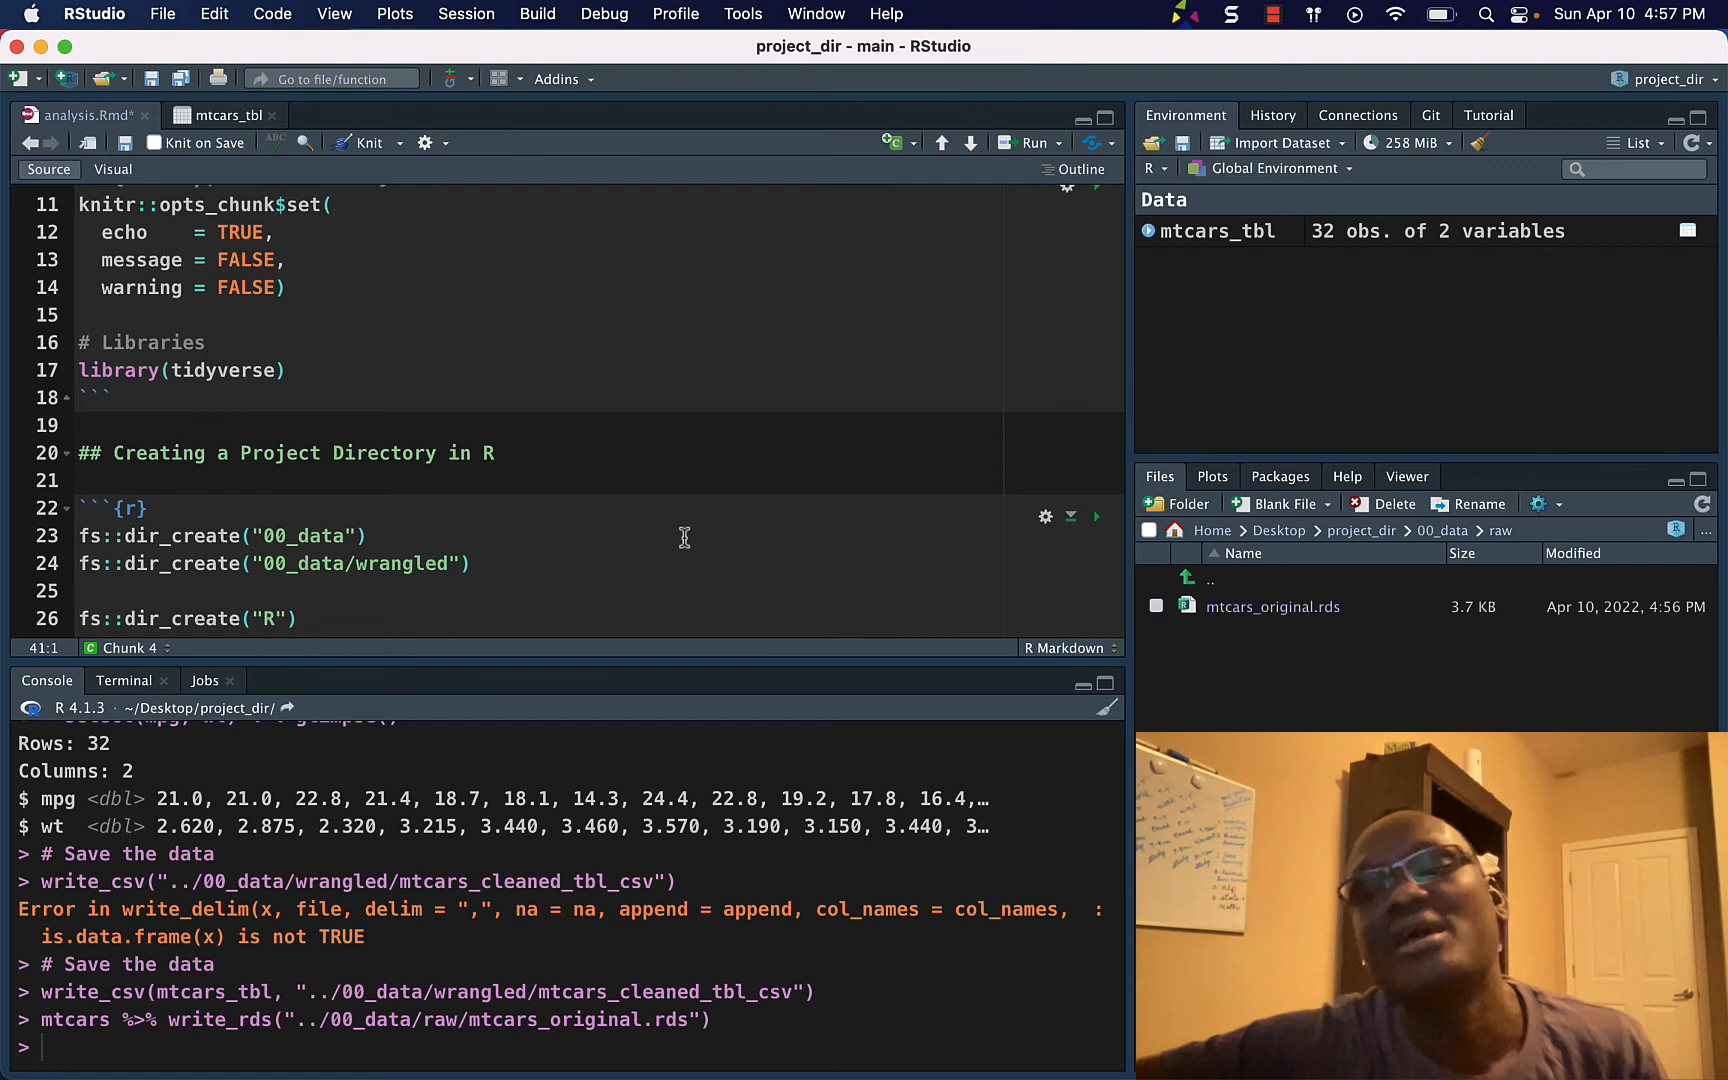 RStudio File Edit Code View Plots Session Build Debug Profile Tools Window Help Sun Apr 10 4:57 PM
project_dir - main - RStudio
Go to file/function Addins project_dir
analysis.Rmd* mtcars_tbl
Knit on Save ABC Knit Run
Source Visual Outline
11 knitr::opts_chunk$set(
12 echo = TRUE,
13 message = FALSE,
14 warning = FALSE)
15
16 # Libraries
17 library(tidyverse)
18 ```
19
20 ## Creating a Project Directory in R
21
22 ```{r}
23 fs::dir_create("00_data")
24 fs::dir_create("00_data/wrangled")
25
26 fs::dir_create("R")
41:1 Chunk 4 R Markdown
Console Terminal Jobs
R 4.1.3 · ~/Desktop/project_dir/
Rows: 32
Columns: 2
$ mpg <dbl> 21.0, 21.0, 22.8, 21.4, 18.7, 18.1, 14.3, 24.4, 22.8, 19.2, 17.8, 16.4,…
$ wt <dbl> 2.620, 2.875, 2.320, 3.215, 3.440, 3.460, 3.570, 3.190, 3.150, 3.440, 3…
> # Save the data
> write_csv("../00_data/wrangled/mtcars_cleaned_tbl_csv")
Error in write_delim(x, file, delim = ",", na = na, append = append, col_names = col_names, :
is.data.frame(x) is not TRUE
> # Save the data
> write_csv(mtcars_tbl, "../00_data/wrangled/mtcars_cleaned_tbl_csv")
> mtcars %>% write_rds("../00_data/raw/mtcars_original.rds")
>
Environment History Connections Git Tutorial
Import Dataset 258 MiB List
R Global Environment
Data
mtcars_tbl 32 obs. of 2 variables
Files Plots Packages Help Viewer
Folder Blank File Delete Rename
Home Desktop project_dir 00_data raw ...
Name Size Modified
..
mtcars_original.rds 3.7 KB Apr 10, 2022, 4:56 PM